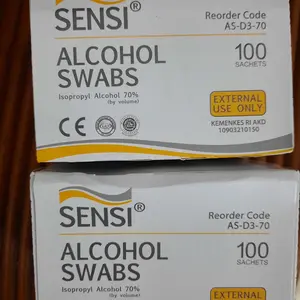 SENSI®
Reorder Code
AS-D3-70
ALCOHOL
SWABS
100
SACHETS
Isopropyl Alcohol 70%
(by volume)
EXTERNAL
USE ONLY
CE
KEMENKES RI AKD
10903210150
SENSI®
Reorder Code
AS-D3-70
ALCOHOL
SWABS
100
SACHETS
Isopropyl Alcohol 70%
(by volume)
EXTERNAL